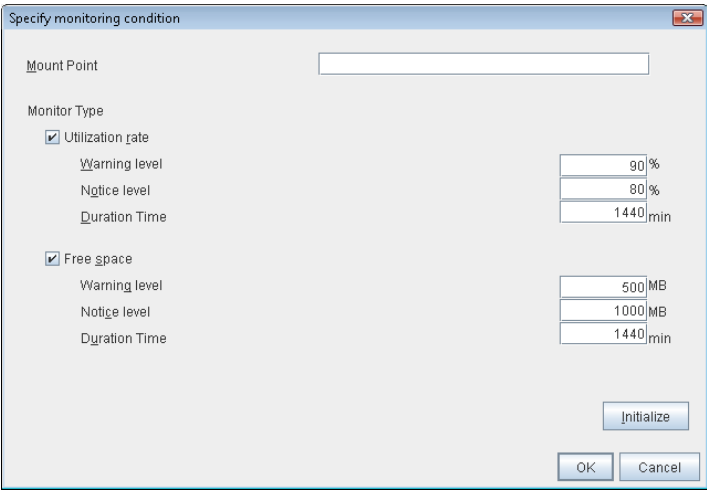 Specify monitoring condition
Mount Point
Monitor Type
Utilization rate
Warning level 90 %
Notice level 80 %
Duration Time 1440 min
Free space
Warning level 500 MB
Notice level 1000 MB
Duration Time 1440 min
Initialize
OK Cancel